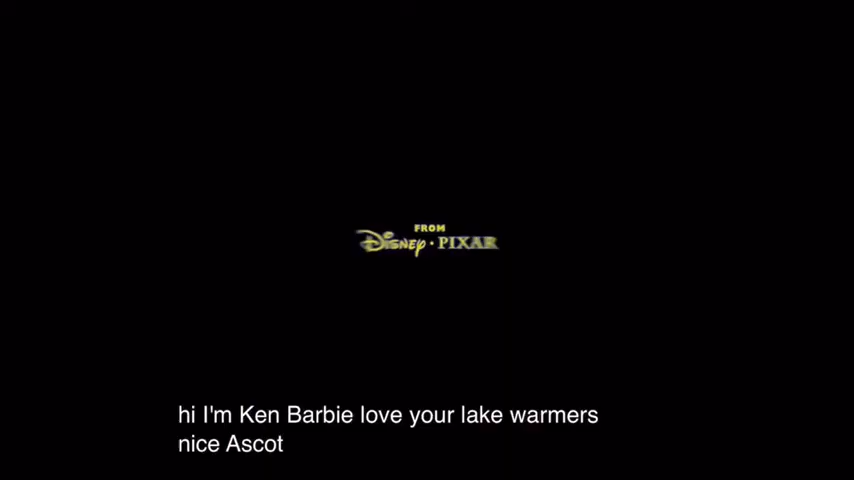 FROM
DISNEY · PIXAR
hi I'm Ken Barbie love your lake warmers
nice Ascot